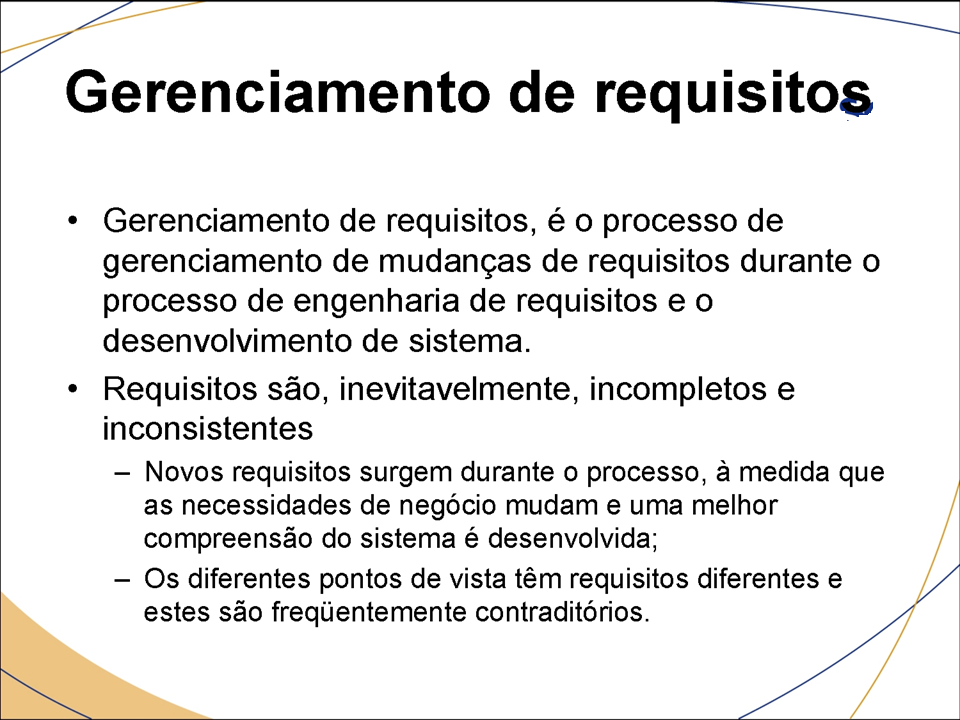 Gerenciamento de requisitos
• Gerenciamento de requisitos, é o processo de
gerenciamento de mudanças de requisitos durante o
processo de engenharia de requisitos e o
desenvolvimento de sistema.
• Requisitos são, inevitavelmente, incompletos e
inconsistentes
– Novos requisitos surgem durante o processo, à medida que
as necessidades de negócio mudam e uma melhor
compreensão do sistema é desenvolvida;
– Os diferentes pontos de vista têm requisitos diferentes e
estes são freqüentemente contraditórios.